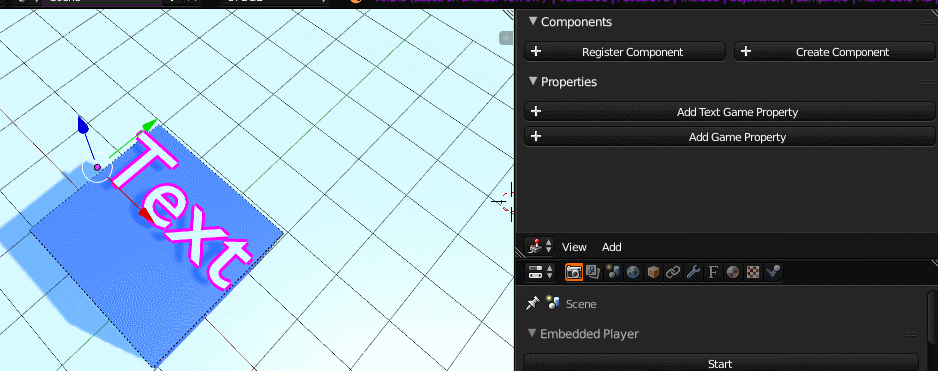 Components
Register Component
Create Component
Properties
Add Text Game Property
Add Game Property
Text
View Add
F
Scene
Embedded Player
Start